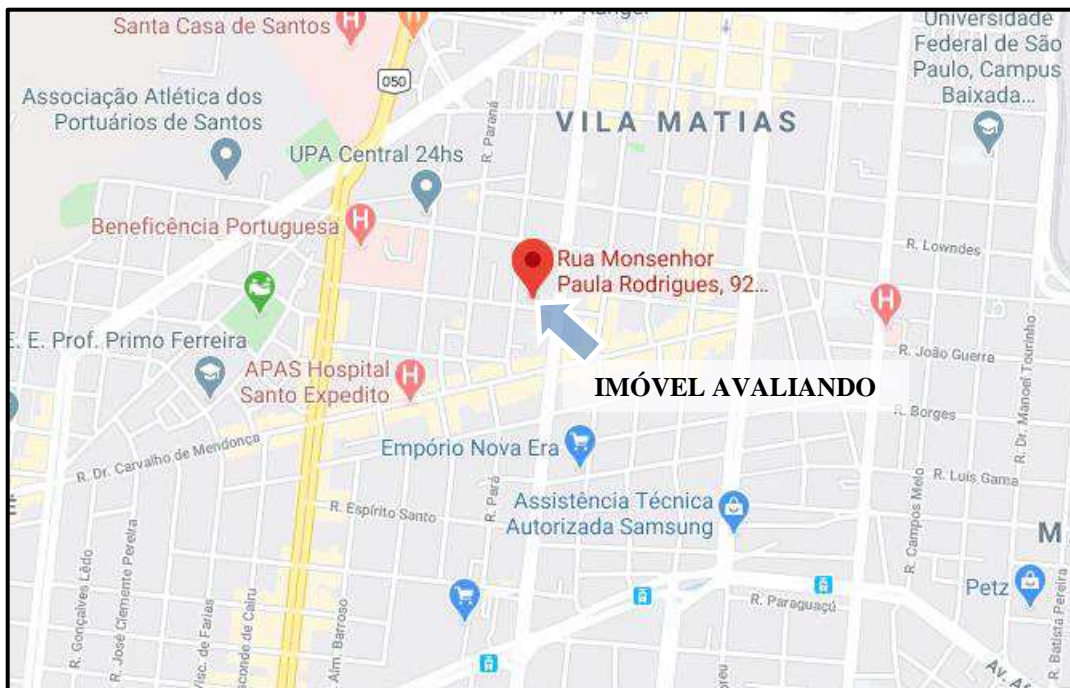 Santa Casa de Santos
Universidade
Federal de São
Paulo, Campus
Baixada...
050
Associação Atlética dos
Portuários de Santos
R. Paraná
VILA MATIAS
UPA Central 24hs
Beneficência Portuguesa
R. Lowndes
Rua Monsenhor
Paula Rodrigues, 92...
E. E. Prof. Primo Ferreira
R. João Guerra
R. Dr. Manoel Tourinho
APAS Hospital
Santo Expedito
IMÓVEL AVALIANDO
R. Borges
R. Dr. Carvalho de Mendonça
Empório Nova Era
R. Luís Gama
R. Pará
R. Espírito Santo
Assistência Técnica
Autorizada Samsung
R. Campos Melo
M
Petz
R. Paraguaçú
R. Gonçalves Lêdo
R. José Clemente Pereira
Visc. de Farias
sconde de Cairu
R. Alm. Barroso
R. Batista Pereira